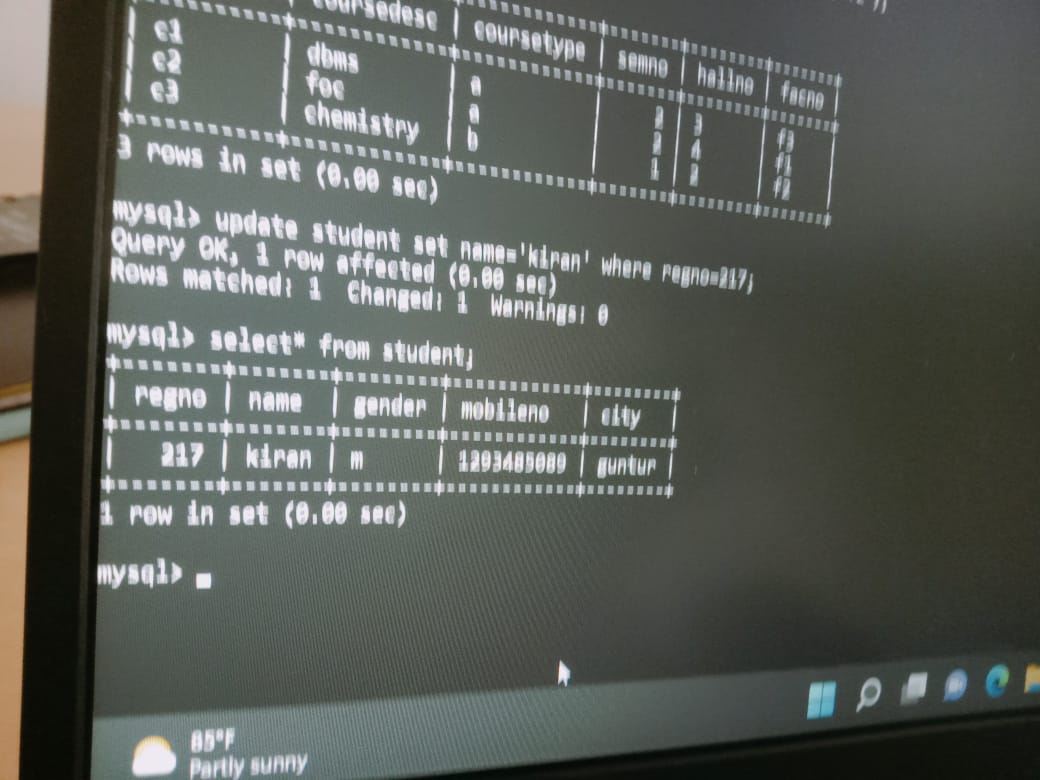 coursedesc | coursetype | semno | hallno | facno |
| c1 | dbms | a | 3 | 3 | f3 |
| c2 | foc | a | 2 | 4 | f1 |
| c3 | chemistry | b | 1 | 2 | f2 |
3 rows in set (0.00 sec)
mysql> update student set name='kiran' where regno=217;
Query OK, 1 row affected (0.00 sec)
Rows matched: 1 Changed: 1 Warnings: 0
mysql> select* from student;
| regno | name | gender | mobileno | city |
| 217 | kiran | m | 1293485089 | guntur |
1 row in set (0.00 sec)
mysql>
85°F
Partly sunny